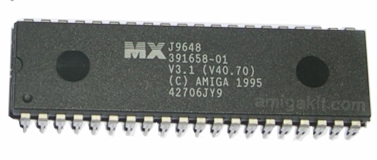 MX J9648
391658-01
V3.1 (V40.70)
(C) AMIGA 1995
42706JY9
amigakit.com